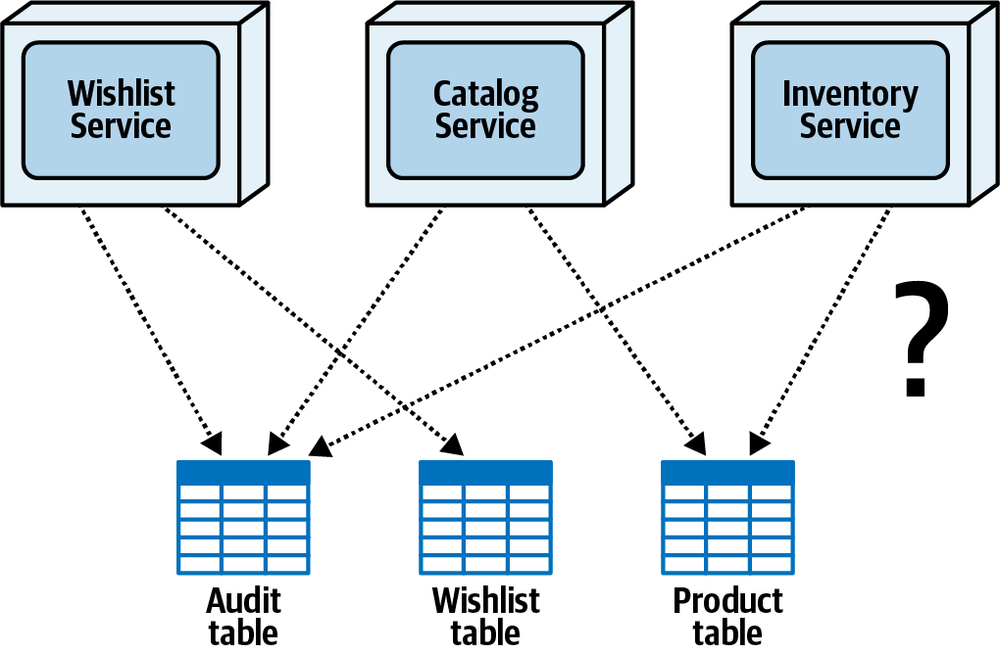 Wishlist
Service
Catalog
Service
Inventory
Service
?
Audit
table
Wishlist
table
Product
table